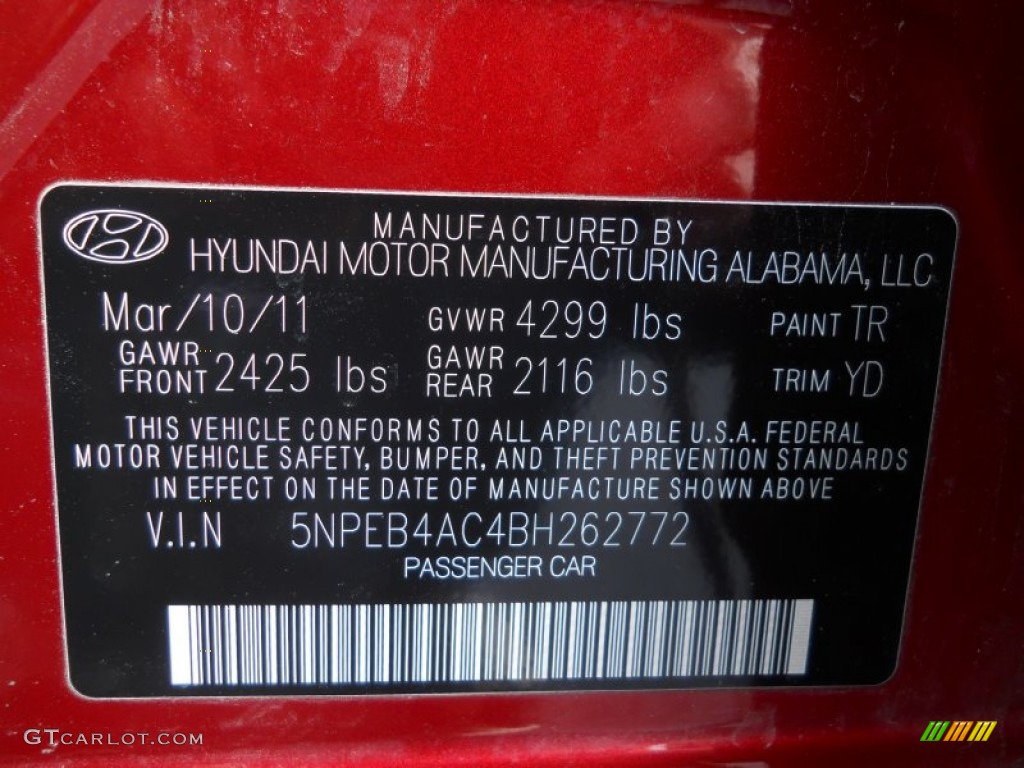 MANUFACTURED BY
HYUNDAI MOTOR MANUFACTURING ALABAMA, LLC
Mar/10/11 GVWR 4299 lbs PAINT TR
GAWR FRONT 2425 lbs GAWR REAR 2116 lbs TRIM YD
THIS VEHICLE CONFORMS TO ALL APPLICABLE U.S.A. FEDERAL
MOTOR VEHICLE SAFETY, BUMPER, AND THEFT PREVENTION STANDARDS
IN EFFECT ON THE DATE OF MANUFACTURE SHOWN ABOVE
V.I.N 5NPEB4AC4BH262772
PASSENGER CAR
GTCARLOT.COM